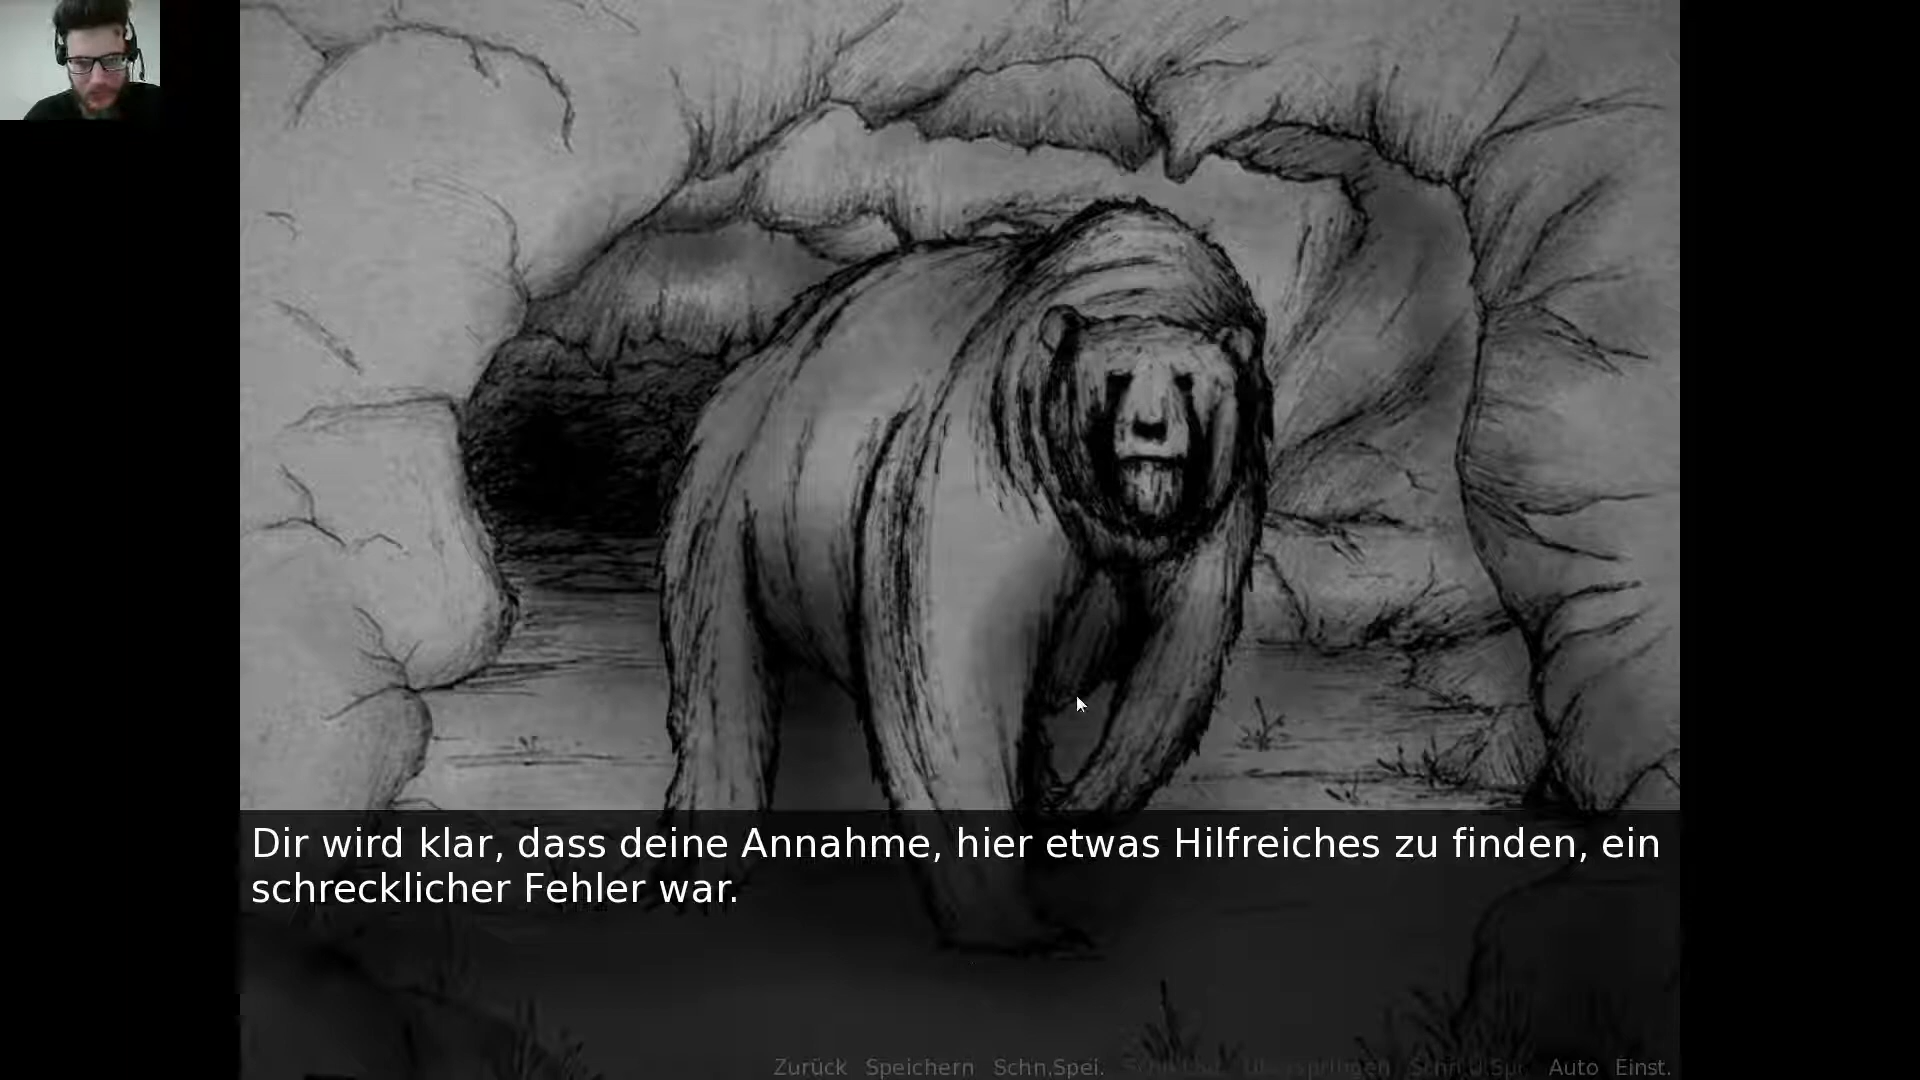 Dir wird klar, dass deine Annahme, hier etwas Hilfreiches zu finden, ein
schrecklicher Fehler war.
Zurück Speichern Schn.Spei. Überspringen Auto Einst.